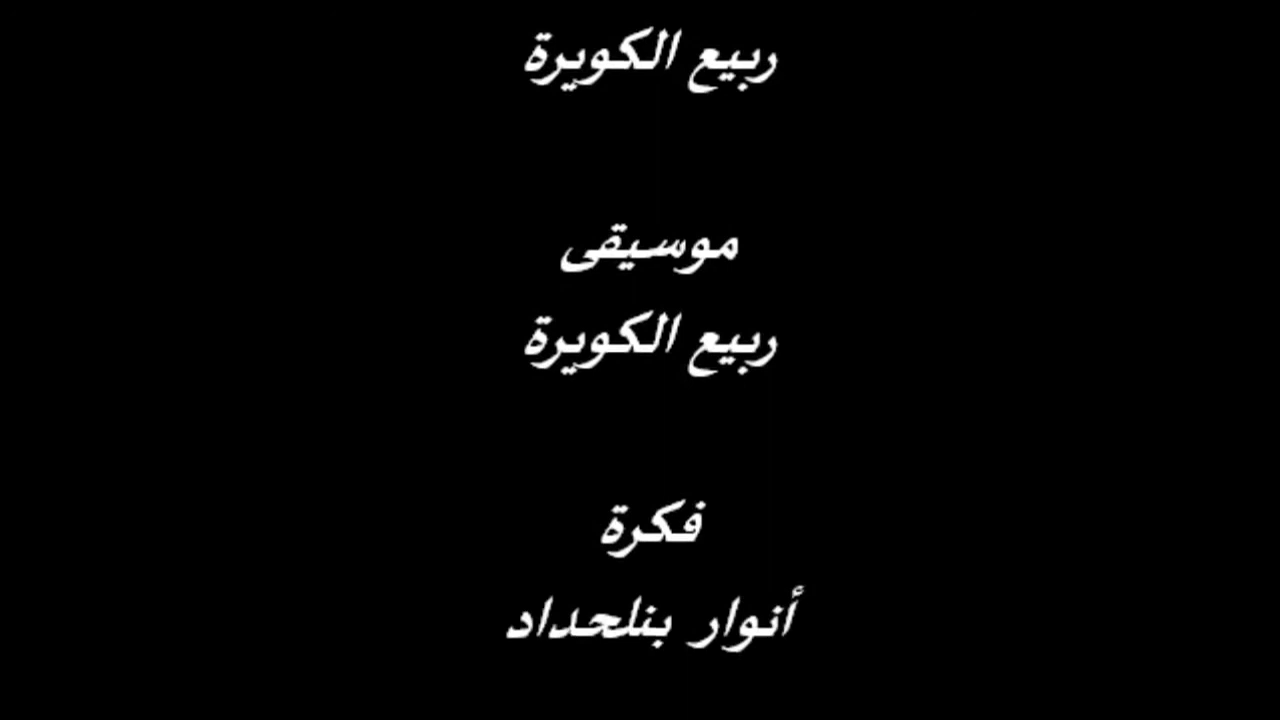 ربيع الكويرة
موسيقى
ربيع الكويرة
فكرة
أنوار بنلحداد